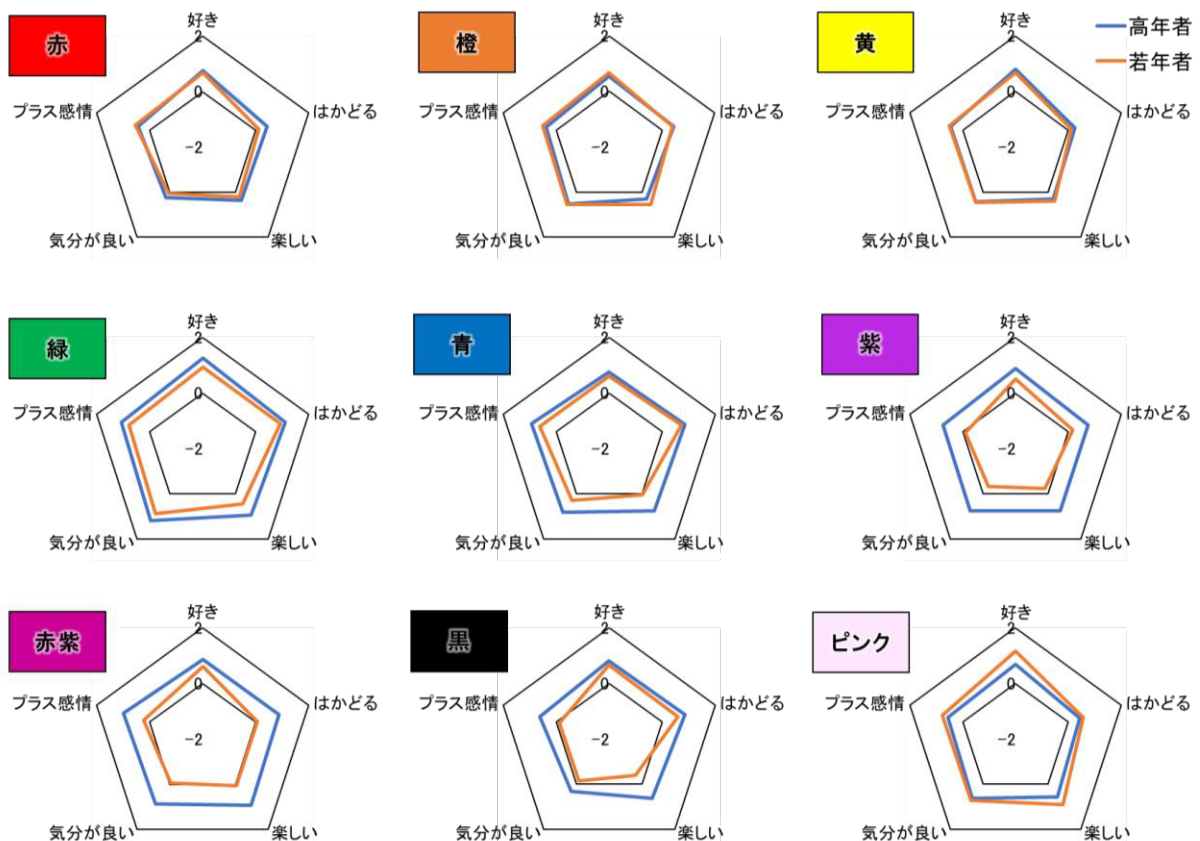 赤
好き
2
0
-2
プラス感情
はかどる
気分が良い
楽しい
橙
好き
2
0
-2
プラス感情
はかどる
気分が良い
楽しい
黄
好き
2
0
-2
プラス感情
はかどる
気分が良い
楽しい
高年者
若年者
緑
好き
2
0
-2
プラス感情
はかどる
気分が良い
楽しい
青
好き
2
0
-2
プラス感情
はかどる
気分が良い
楽しい
紫
好き
2
0
-2
プラス感情
はかどる
気分が良い
楽しい
赤紫
好き
2
0
-2
プラス感情
はかどる
気分が良い
楽しい
黒
好き
2
0
-2
プラス感情
はかどる
気分が良い
楽しい
ピンク
好き
2
0
-2
プラス感情
はかどる
気分が良い
楽しい